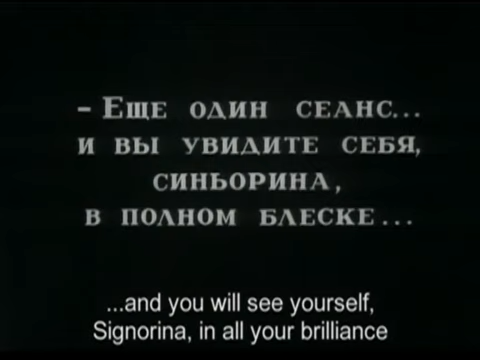 – Еще один сеанс...
и вы увидите себя,
синьорина,
в полном блеске...
...and you will see yourself,
Signorina, in all your brilliance